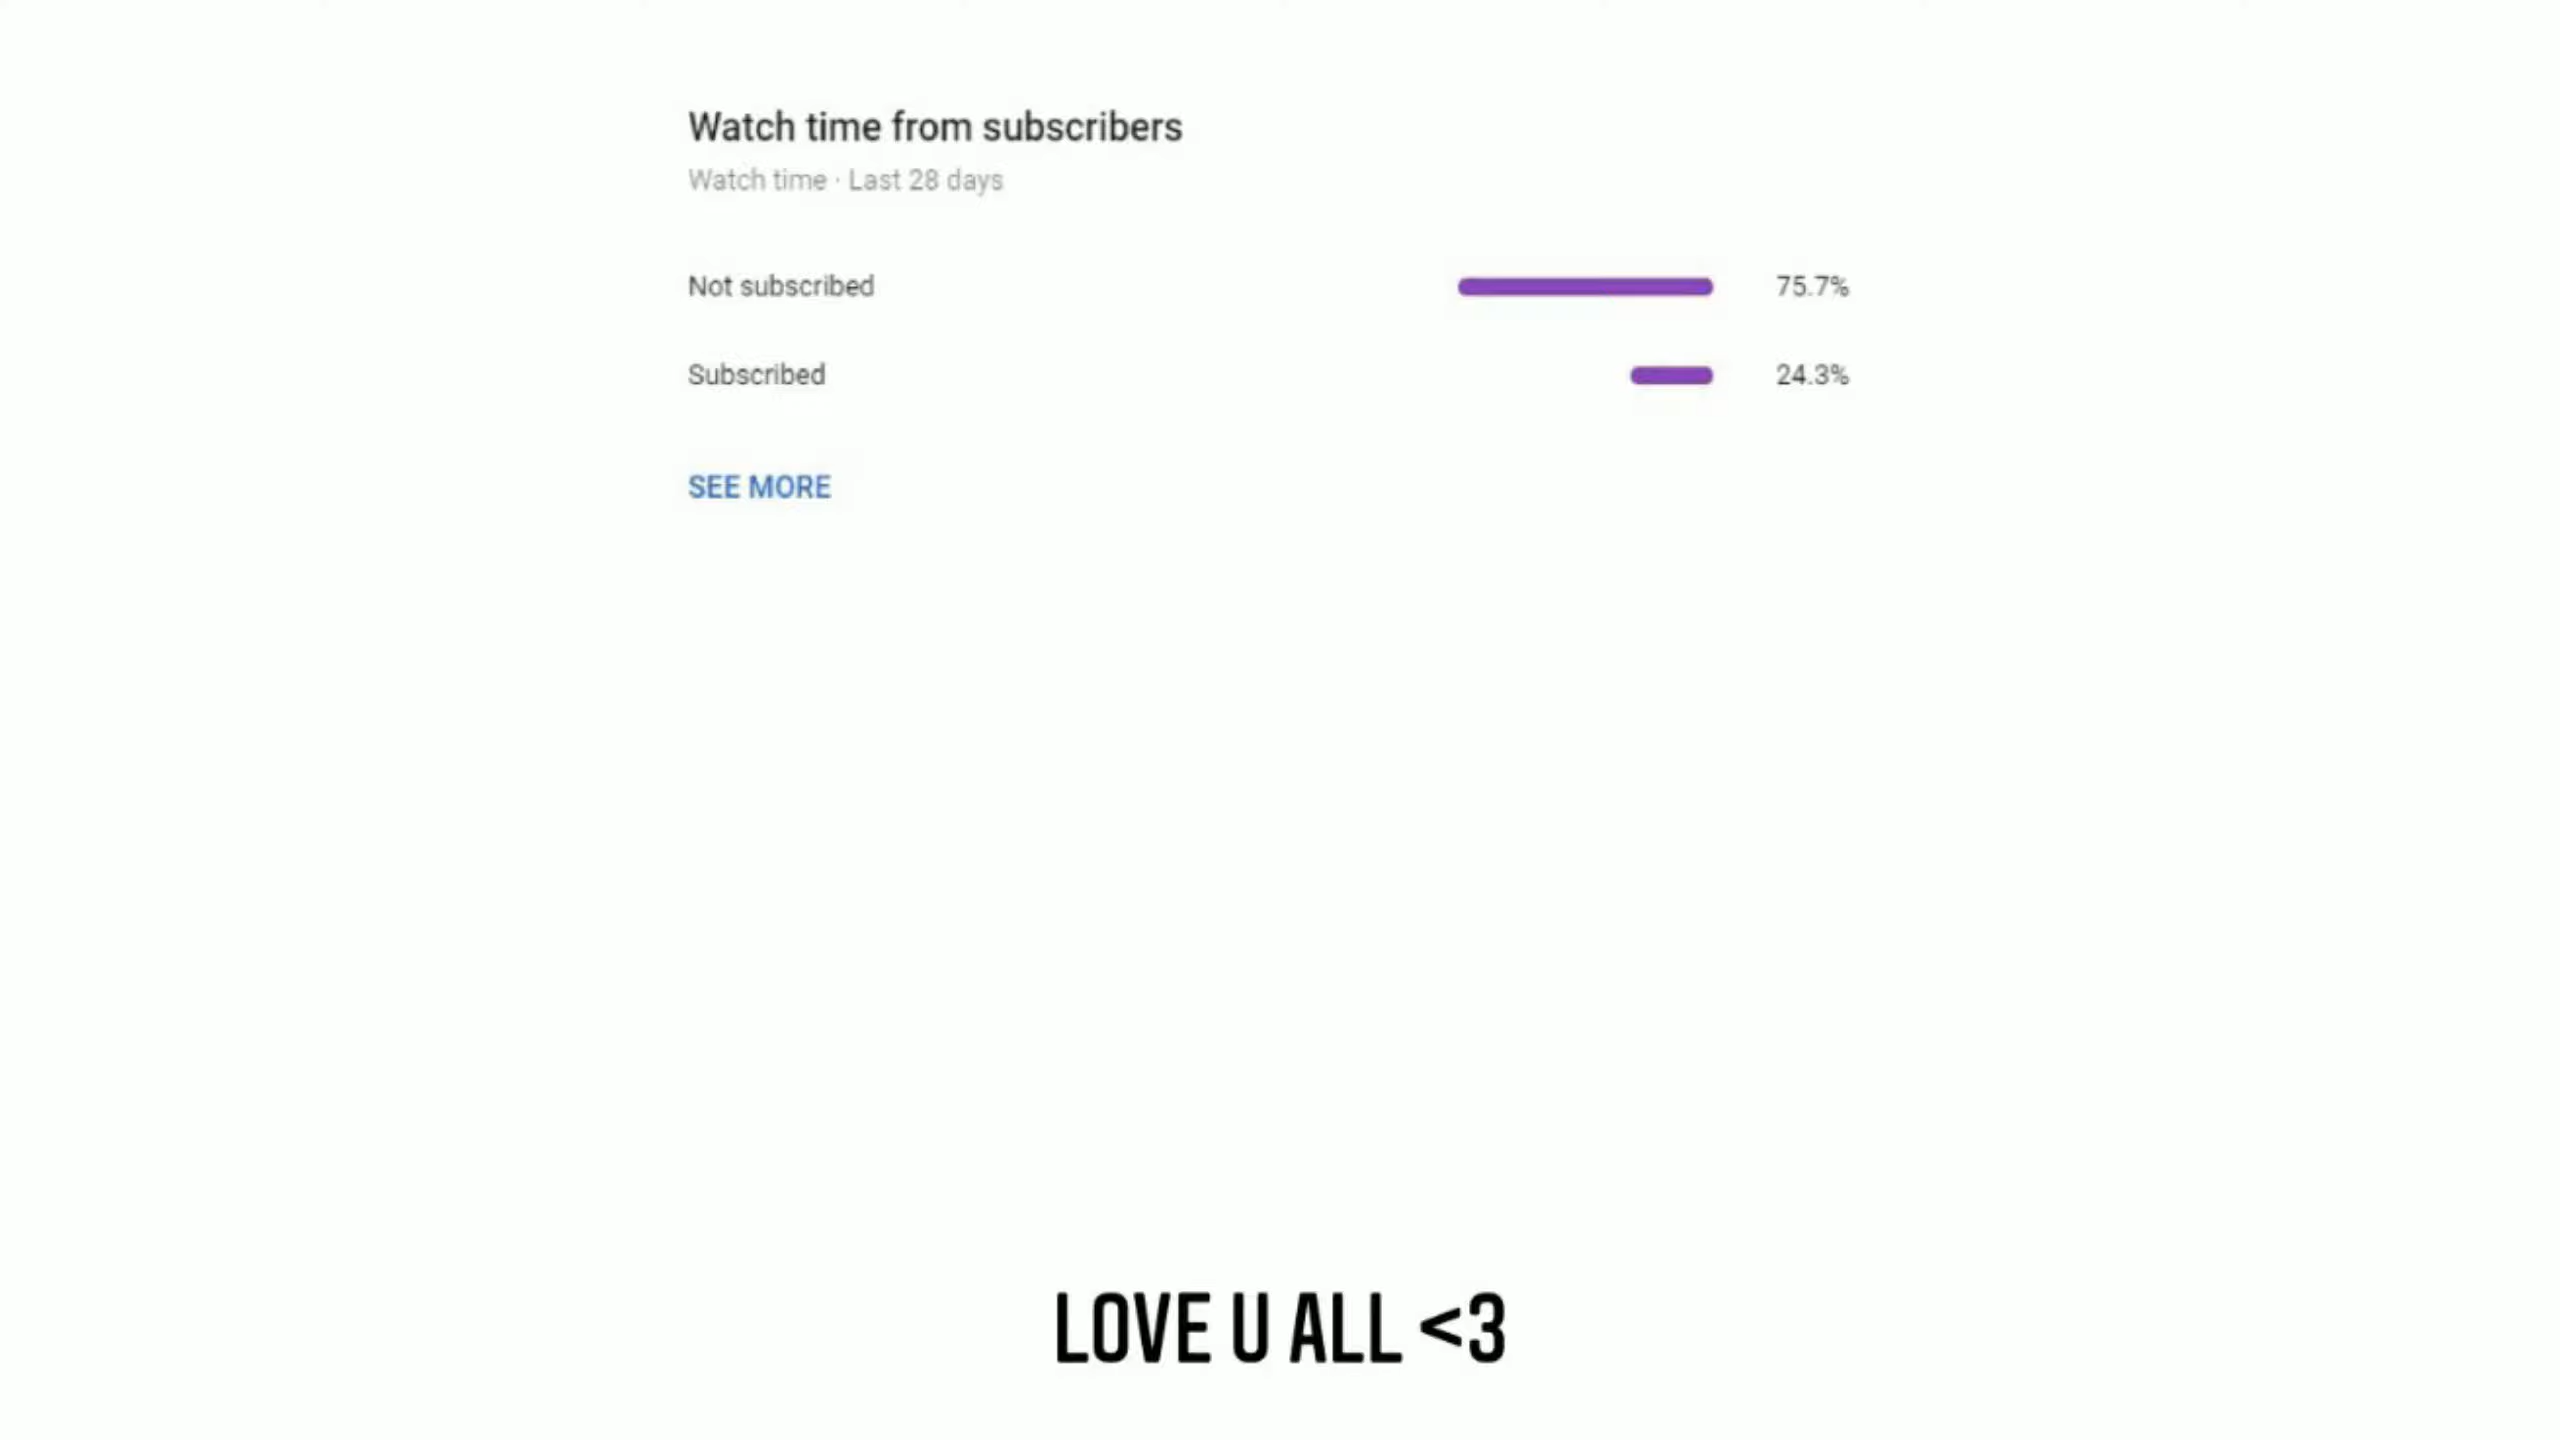 Watch time from subscribers
Watch time · Last 28 days
Not subscribed 75.7%
Subscribed 24.3%
SEE MORE
LOVE U ALL <3